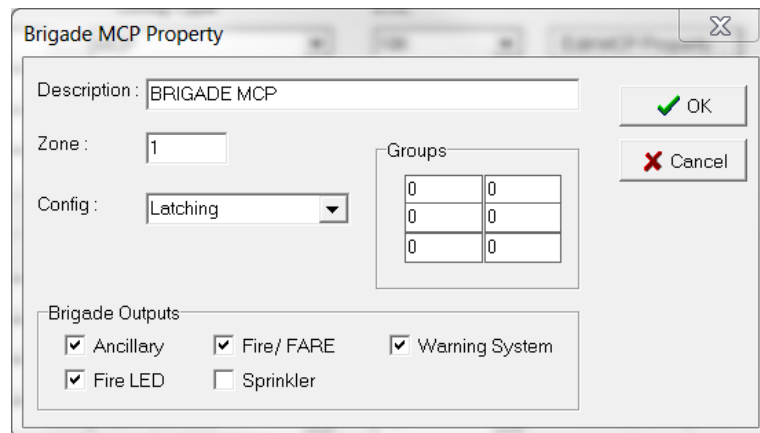 Brigade MCP Property
Description : BRIGADE MCP
OK
Zone : 1
Groups
Cancel
Config : Latching
0 0
0 0
0 0
Brigade Outputs
Ancillary Fire/ FARE Warning System
Fire LED Sprinkler